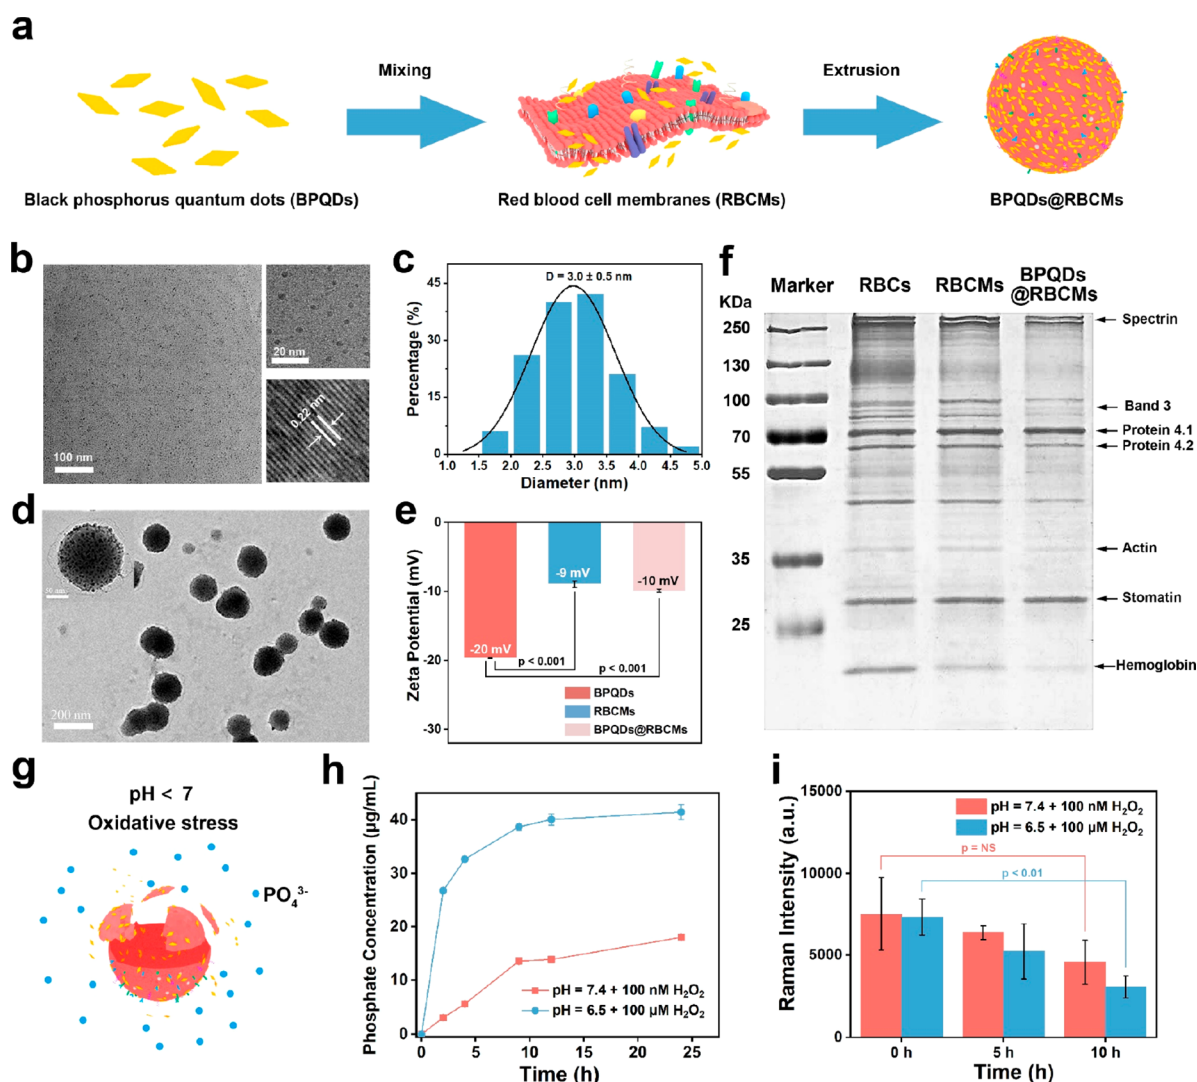 a
Mixing
Extrusion
Black phosphorus quantum dots (BPQDs)
Red blood cell membranes (RBCMs)
BPQDs@RBCMs
b
100 nm
20 nm
0.22 nm
c
D = 3.0 ± 0.5 nm
Percentage (%)
45
30
15
0
1.0 1.5 2.0 2.5 3.0 3.5 4.0 4.5 5.0
Diameter (nm)
d
50 nm
200 nm
e
Zeta Potential (mV)
0
-10
-20
-30
-20 mV
-9 mV
-10 mV
p < 0.001
p < 0.001
BPQDs
RBCMs
BPQDs@RBCMs
f
KDa
Marker
RBCs
RBCMs
BPQDs
@RBCMs
250
130
100
70
55
35
25
Spectrin
Band 3
Protein 4.1
Protein 4.2
Actin
Stomatin
Hemoglobin
g
pH < 7
Oxidative stress
PO₄³⁻
h
Phosphate Concentration (µg/mL)
40
30
20
10
0
pH = 7.4 + 100 nM H₂O₂
pH = 6.5 + 100 µM H₂O₂
0 5 10 15 20 25
Time (h)
i
Raman Intensity (a.u.)
15000
10000
5000
0
pH = 7.4 + 100 nM H₂O₂
pH = 6.5 + 100 µM H₂O₂
p = NS
p < 0.01
0 h 5 h 10 h
Time (h)